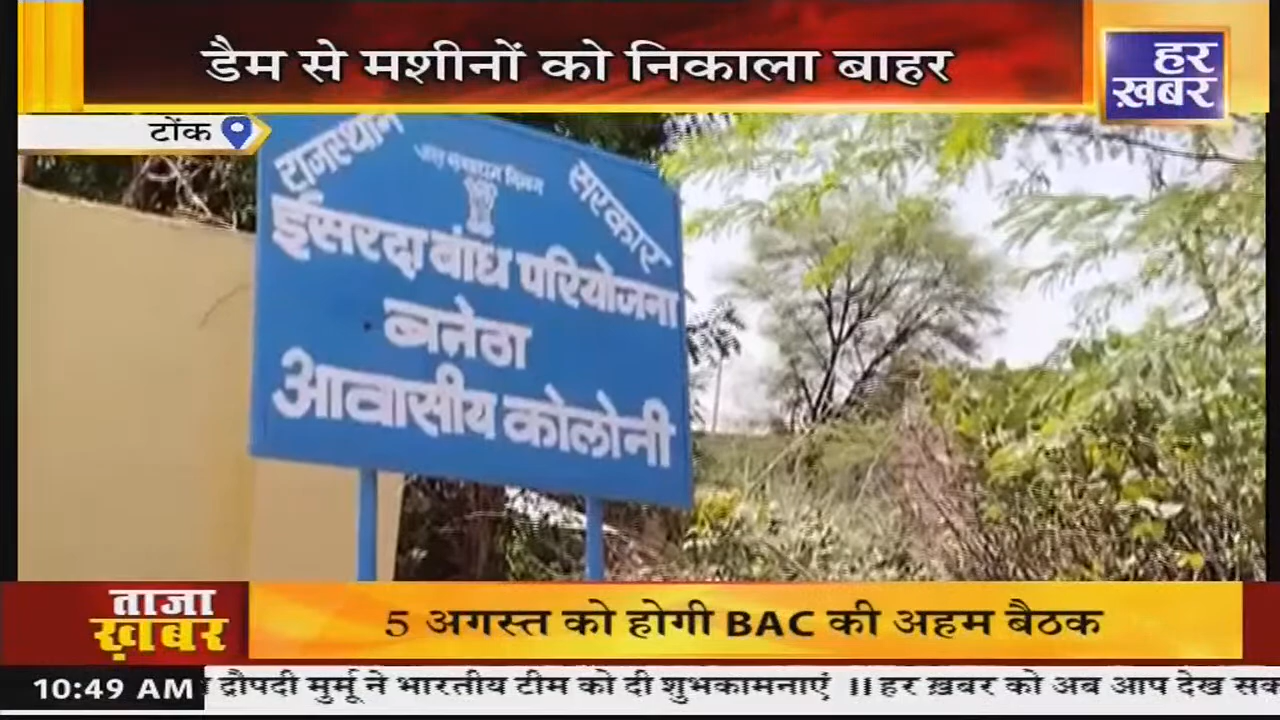 डैम से मशीनों को निकाला बाहर
हर
ख़बर
टोंक
राजस्थान सरकार
ईसरदा बांध परियोजना
बनेठा
आवासीय कोलोनी
ताजा
ख़बर
5 अगस्त को होगी BAC की अहम बैठक
10:49 AM
द्रौपदी मुर्मू ने भारतीय टीम को दी शुभकामनाएं ।। हर ख़बर को अब आप देख